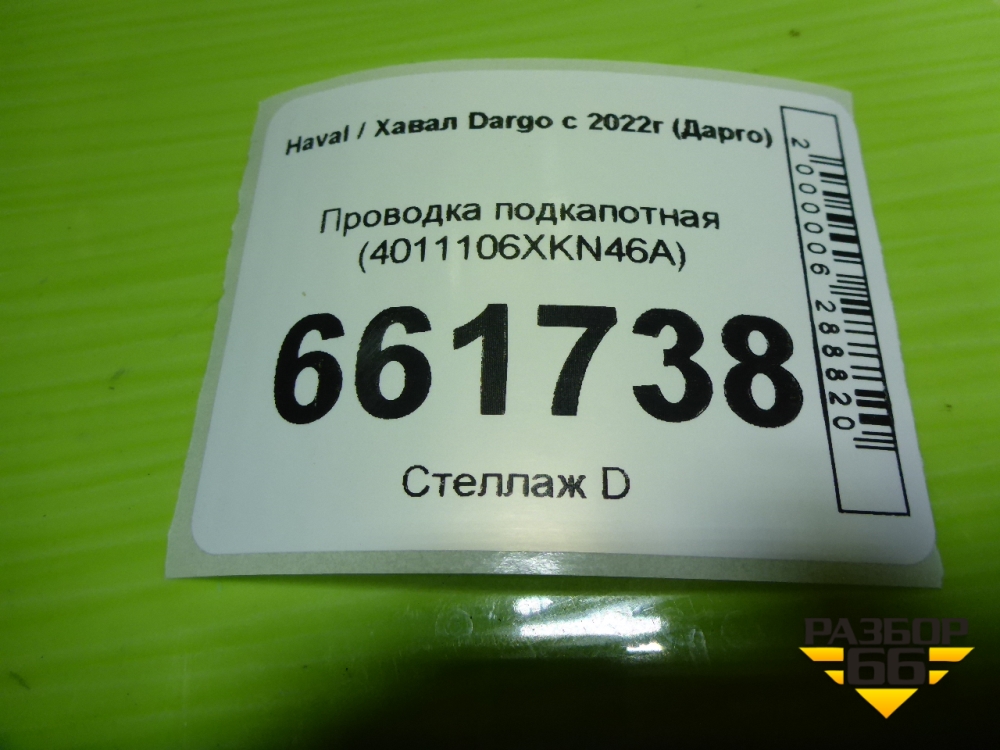 Haval / Хавал Dargo с 2022г (Дарго)
Проводка подкапотная
(4011106XKN46A)
661738
Стеллаж D
2000006288820
РАЗБОР
66